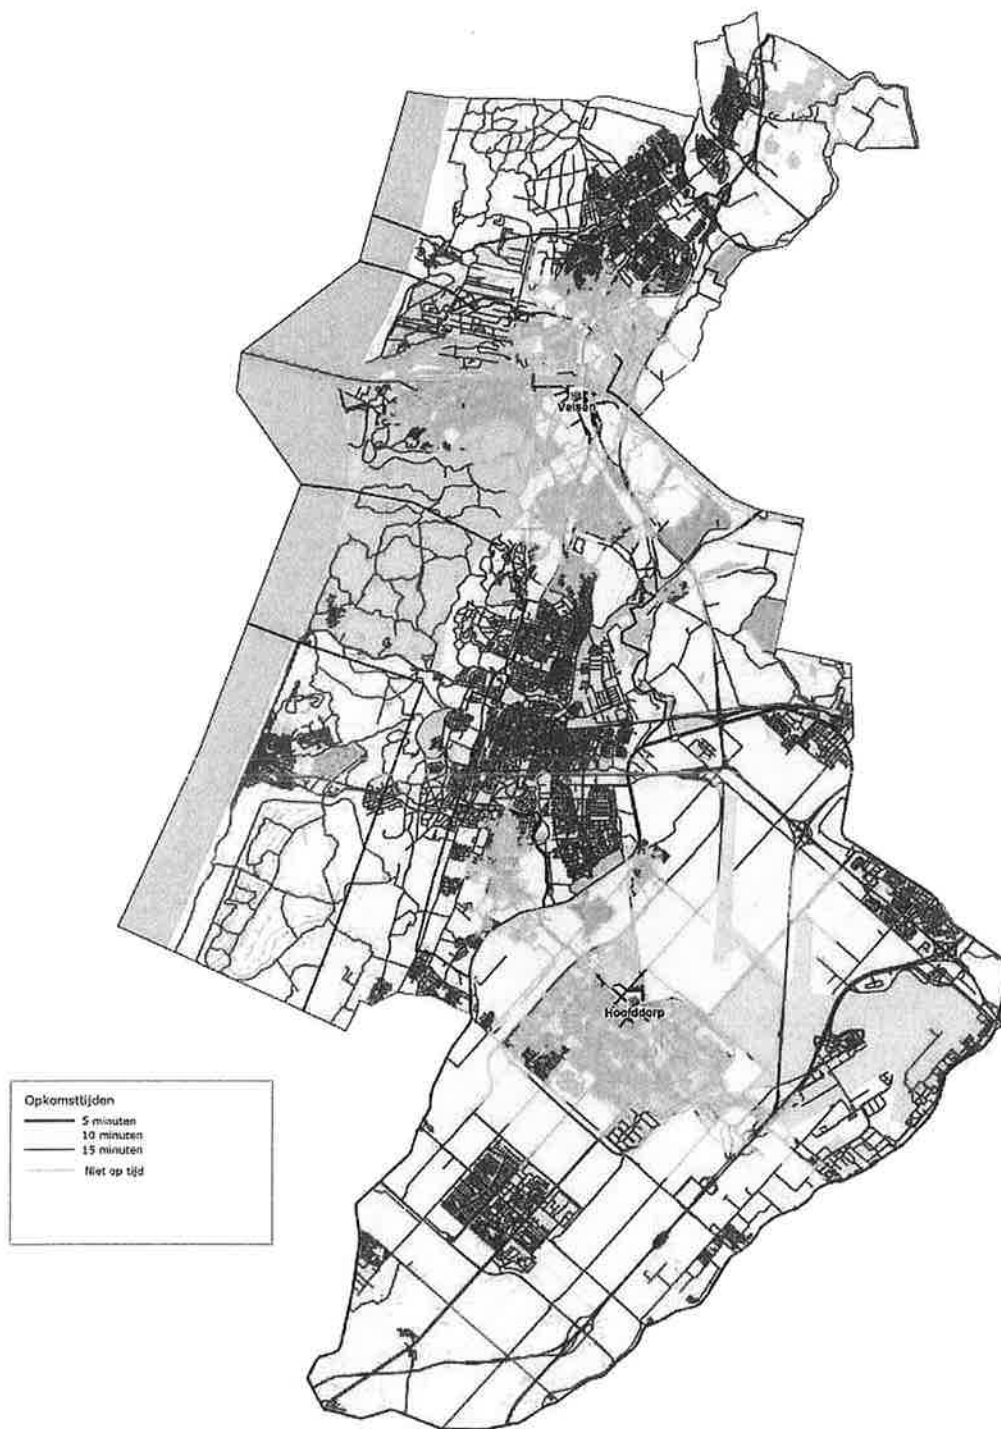 Velsen
Hoofddorp
Opkomsttijden
5 minuten
10 minuten
15 minuten
Niet op tijd